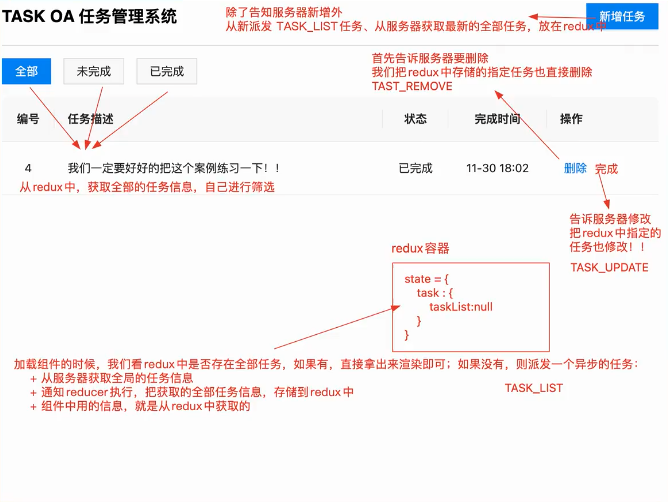 TASK OA 任务管理系统
除了告知服务器新增外
从新派发 TASK_LIST任务、从服务器获取最新的全部任务，放在redux中
新增任务
全部
未完成
已完成
首先告诉服务器要删除
我们把redux中存储的指定任务也直接删除
TAST_REMOVE
编号
任务描述
状态
完成时间
操作
4
我们一定要好好的把这个案例练习一下！!
已完成
11-30 18:02
删除
完成
从redux中，获取全部的任务信息，自己进行筛选
告诉服务器修改
把redux中指定的
任务也修改！!
TASK_UPDATE
redux容器
state = {
task : {
taskList:null
}
}
加载组件的时候，我们看redux中是否存在全部任务，如果有，直接拿出来渲染即可；如果没有，则派发一个异步的任务:
+ 从服务器获取全局的任务信息
+ 通知reducer执行，把获取的全部任务信息，存储到redux中
+ 组件中用的信息，就是从redux中获取的
TASK_LIST